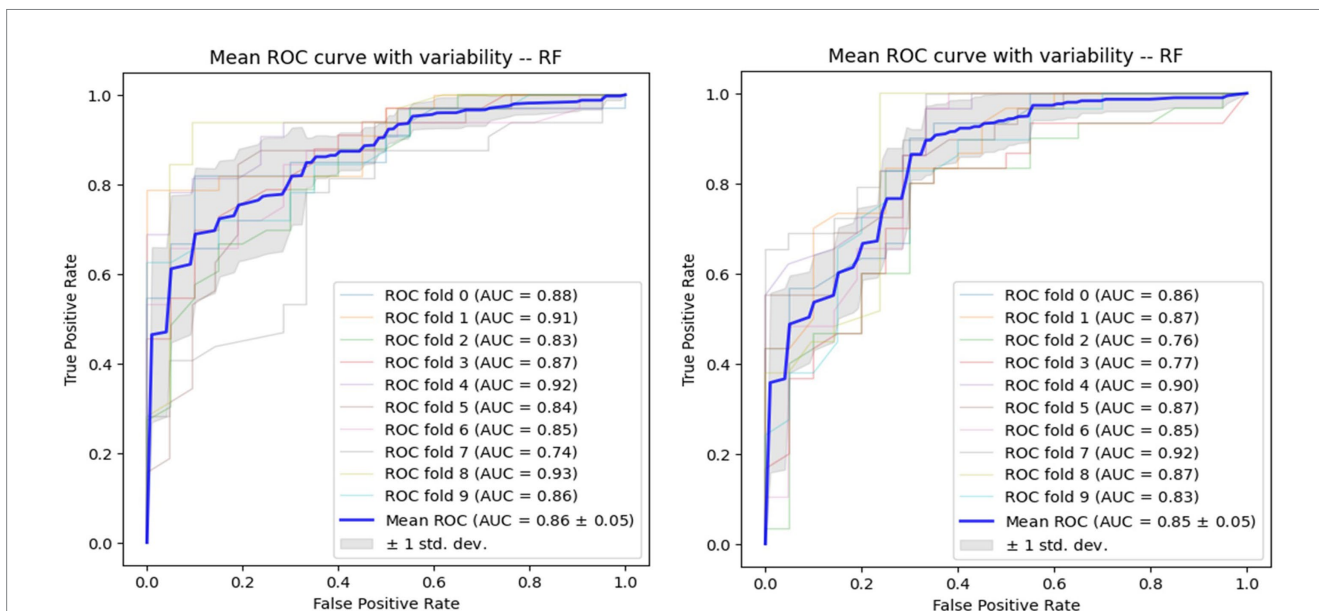 Mean ROC curve with variability -- RF
True Positive Rate
1.0
0.8
0.6
0.4
0.2
0.0
ROC fold 0 (AUC = 0.88)
ROC fold 1 (AUC = 0.91)
ROC fold 2 (AUC = 0.83)
ROC fold 3 (AUC = 0.87)
ROC fold 4 (AUC = 0.92)
ROC fold 5 (AUC = 0.84)
ROC fold 6 (AUC = 0.85)
ROC fold 7 (AUC = 0.74)
ROC fold 8 (AUC = 0.93)
ROC fold 9 (AUC = 0.86)
Mean ROC (AUC = 0.86 ± 0.05)
± 1 std. dev.
0.0 0.2 0.4 0.6 0.8 1.0
False Positive Rate
Mean ROC curve with variability -- RF
True Positive Rate
1.0
0.8
0.6
0.4
0.2
0.0
ROC fold 0 (AUC = 0.86)
ROC fold 1 (AUC = 0.87)
ROC fold 2 (AUC = 0.76)
ROC fold 3 (AUC = 0.77)
ROC fold 4 (AUC = 0.90)
ROC fold 5 (AUC = 0.87)
ROC fold 6 (AUC = 0.85)
ROC fold 7 (AUC = 0.92)
ROC fold 8 (AUC = 0.87)
ROC fold 9 (AUC = 0.83)
Mean ROC (AUC = 0.85 ± 0.05)
± 1 std. dev.
0.0 0.2 0.4 0.6 0.8 1.0
False Positive Rate